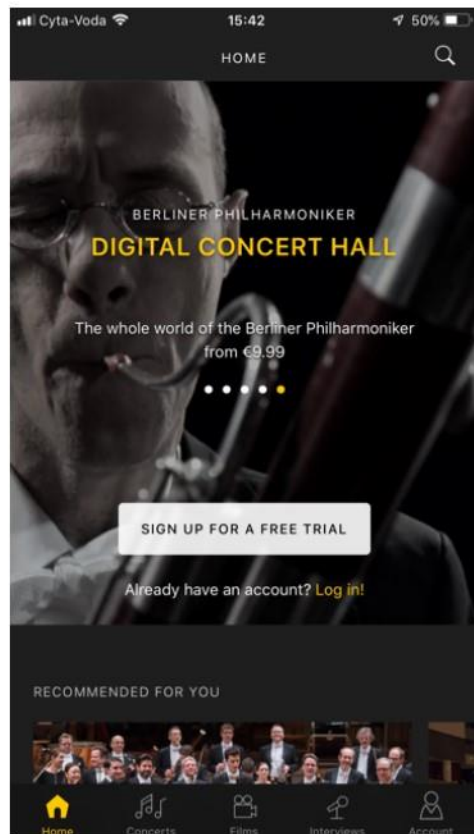 Cyta-Voda 15:42 50%
HOME
BERLINER PHILHARMONIKER
DIGITAL CONCERT HALL
The whole world of the Berliner Philharmoniker
from €9.99
SIGN UP FOR A FREE TRIAL
Already have an account? Log in!
RECOMMENDED FOR YOU
Home Concerts Films Interviews Account